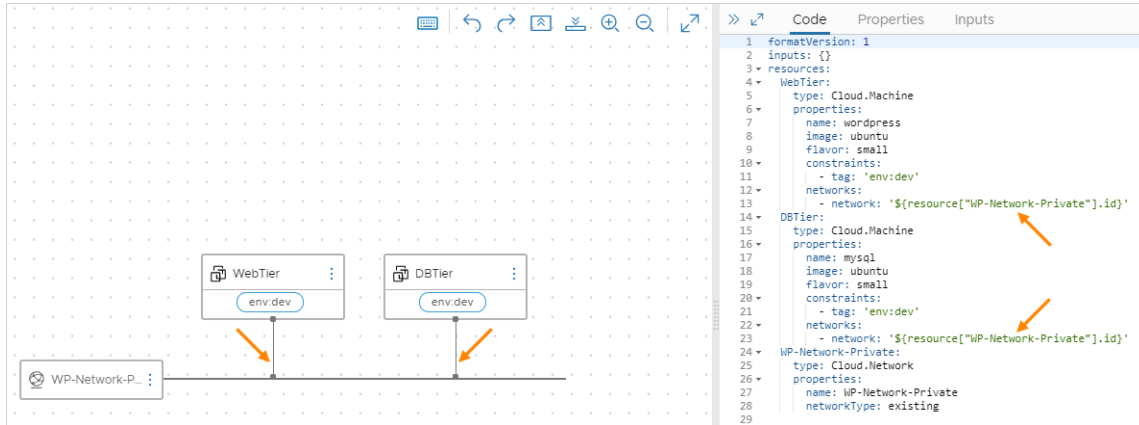 Code Properties Inputs
1 formatVersion: 1
2 inputs: {}
3 resources:
4 WebTier:
5 type: Cloud.Machine
6 properties:
7 name: wordpress
8 image: ubuntu
9 flavor: small
10 constraints:
11 - tag: 'env:dev'
12 networks:
13 - network: '${resource["WP-Network-Private"].id}'
14 DBTier:
15 type: Cloud.Machine
16 properties:
17 name: mysql
18 image: ubuntu
19 flavor: small
20 constraints:
21 - tag: 'env:dev'
22 networks:
23 - network: '${resource["WP-Network-Private"].id}'
24 WP-Network-Private:
25 type: Cloud.Network
26 properties:
27 name: WP-Network-Private
28 networkType: existing
29
WebTier
env:dev
DBTier
env:dev
WP-Network-P...